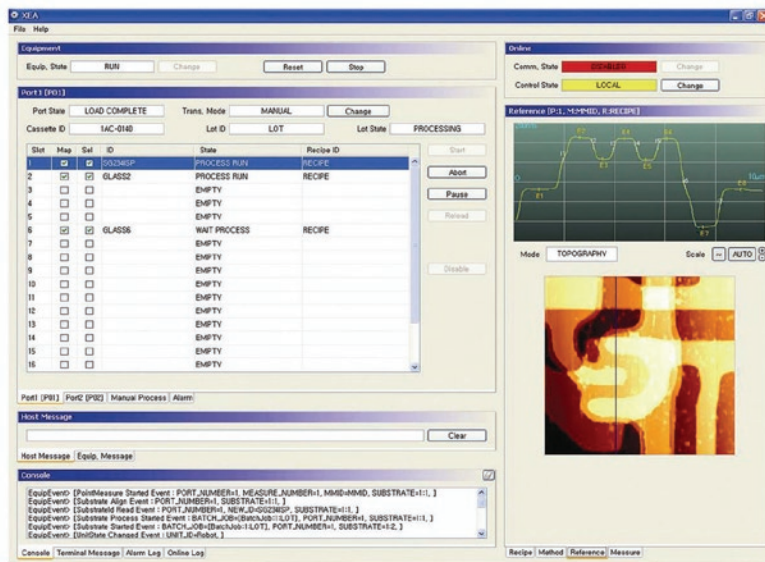 XEA
File Help
Equipment
Equip. State RUN Change Reset Stop
Port1 [P01]
Port State LOAD COMPLETE Trans. Mode MANUAL Change
Cassette ID 1AC-0140 Lot ID LOT Lot State PROCESSING
Slot Map Sel ID State Recipe ID
1 SG234ISP PROCESS RUN RECIPE
2 GLASS2 PROCESS RUN RECIPE
3 EMPTY
4 EMPTY
5 EMPTY
6 GLASS6 WAIT PROCESS RECIPE
7 EMPTY
8 EMPTY
9 EMPTY
10 EMPTY
11 EMPTY
12 EMPTY
13 EMPTY
14 EMPTY
15 EMPTY
16 EMPTY
Start
Abort
Pause
Reload
Disable
Port1 [P01] Port2 [P02] Manual Process Alarm
Host Message
Clear
Host Message Equip. Message
Console
EquipEvent> [PointMeasure Started Event : PORT_NUMBER=1, MEASURE_NUMBER=1, MMID=MMID, SUBSTRATE=1:1, ]
EquipEvent> [Substrate Align Event : PORT_NUMBER=1, SUBSTRATE=1:1, ]
EquipEvent> [SubstrateId Read Event : PORT_NUMBER=1, NEW_ID=SG234ISP, SUBSTRATE=1:1, ]
EquipEvent> [Substrate Process Started Event : BATCH_JOB=[BatchJob:1:LOT], PORT_NUMBER=1, SUBSTRATE=1:1, ]
EquipEvent> [Substrate Started Event : BATCH_JOB=[BatchJob:1:LOT], PORT_NUMBER=1, SUBSTRATE=1:2, ]
EquipEvent> [UnitState Changed Event : UNIT_ID=Robot, ]
Console Terminal Message Alarm Log Online Log
Online
Comm. State DISABLED Change
Control State LOCAL Change
Reference [P:1, M:MMID, R:RECIPE]
E2 E4 E6
E3 E5
0 10μm
E1 E8
E7
Mode TOPOGRAPHY Scale AUTO
Recipe Method Reference Measure